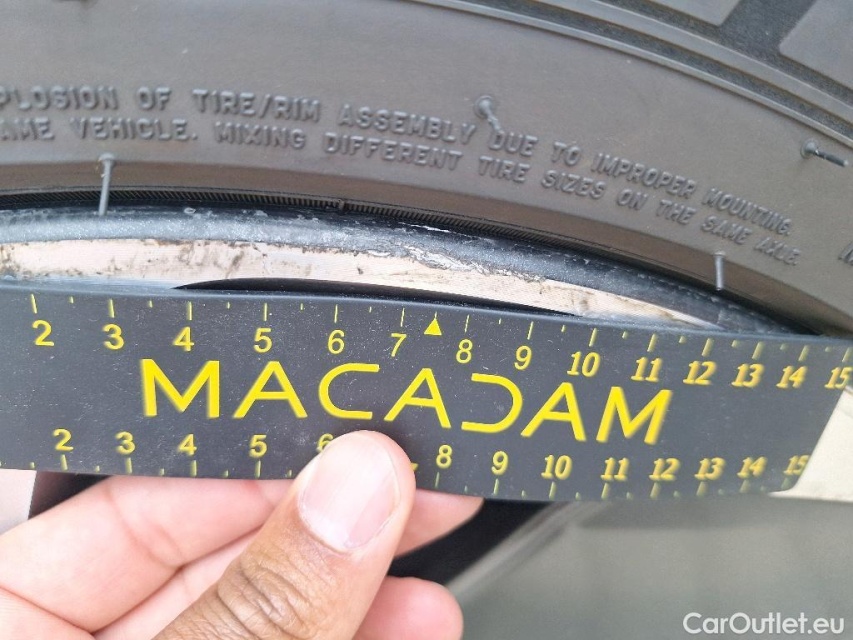 PLOSION OF TIRE/RIM ASSEMBLY DUE TO IMPROPER MOUNTING.
AME VEHICLE. MIXING DIFFERENT TIRE SIZES ON THE SAME AXLE
2 3 4 5 6 7 8 9 10 11 12 13 14 15
MACADAM
2 3 4 5 6 8 9 10 11 12 13 14 15
CarOutlet.eu